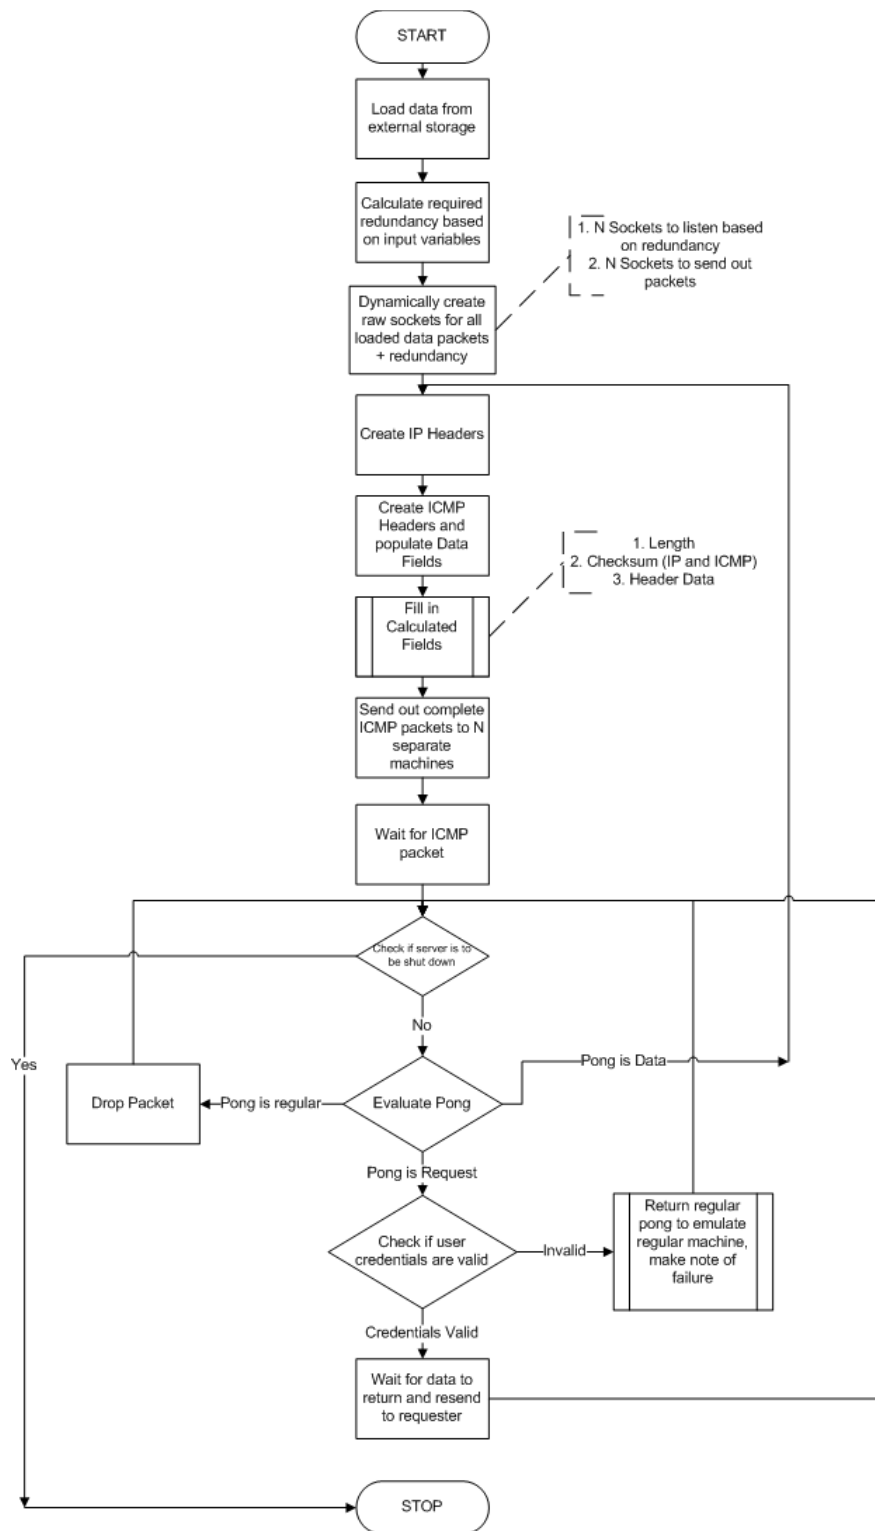 START
Load data from
external storage
Calculate required
redundancy based
on input variables
1. N Sockets to listen based
on redundancy
2. N Sockets to send out
packets
Dynamically create
raw sockets for all
loaded data packets
+ redundancy
Create IP Headers
Create ICMP
Headers and
populate Data
Fields
1. Length
2. Checksum (IP and ICMP)
3. Header Data
Fill in
Calculated
Fields
Send out complete
ICMP packets to N
separate
machines
Wait for ICMP
packet
Check if server is to
be shut down
No
Yes
Pong is Data
Drop Packet
Pong is regular
Evaluate Pong
Pong is Request
Check if user
credentials are valid
Invalid
Return regular
pong to emulate
regular machine,
make note of
failure
Credentials Valid
Wait for data to
return and resend
to requester
STOP